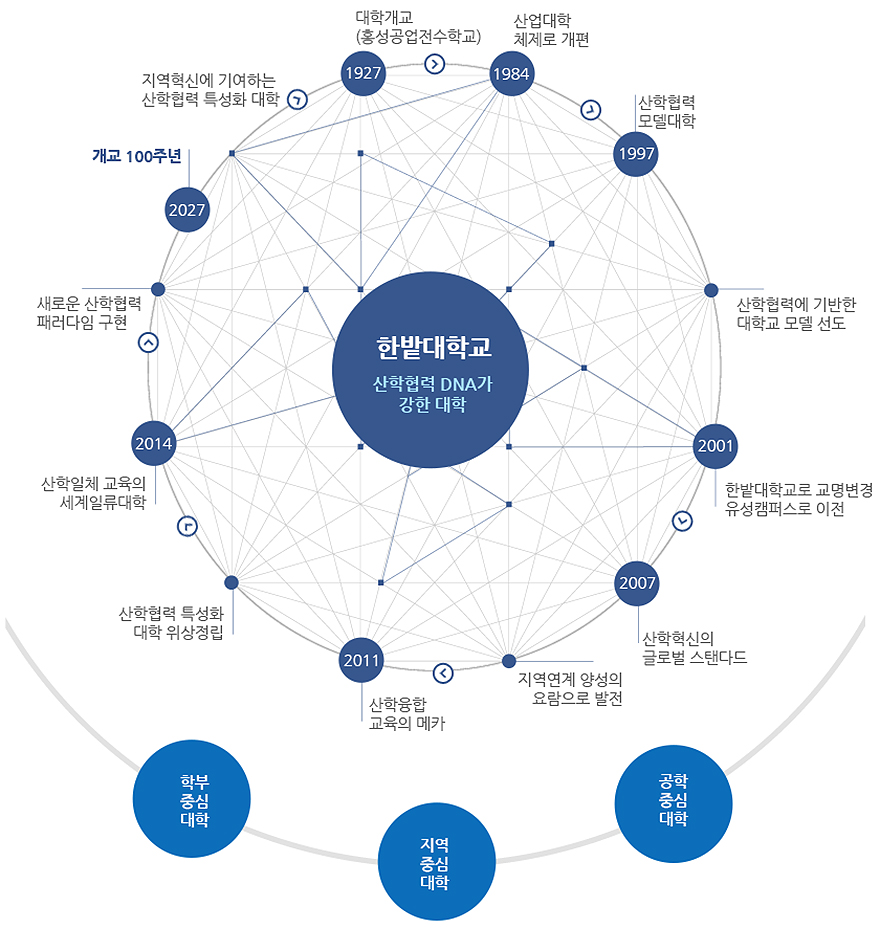 대학개교
(홍성공업전수학교)
1927
산업대학
체제로 개편
1984
산학협력
모델대학
1997
산학협력에 기반한
대학교 모델 선도
2001
한밭대학교로 교명변경
유성캠퍼스로 이전
2007
산학혁신의
글로벌 스탠다드
지역연계 양성의
요람으로 발전
2011
산학융합
교육의 메카
산학협력 특성화
대학 위상정립
2014
산학일체 교육의
세계일류대학
새로운 산학협력
패러다임 구현
2027
개교 100주년
지역혁신에 기여하는
산학협력 특성화 대학
한밭대학교
산학협력 DNA가
강한 대학
학부
중심
대학
지역
중심
대학
공학
중심
대학